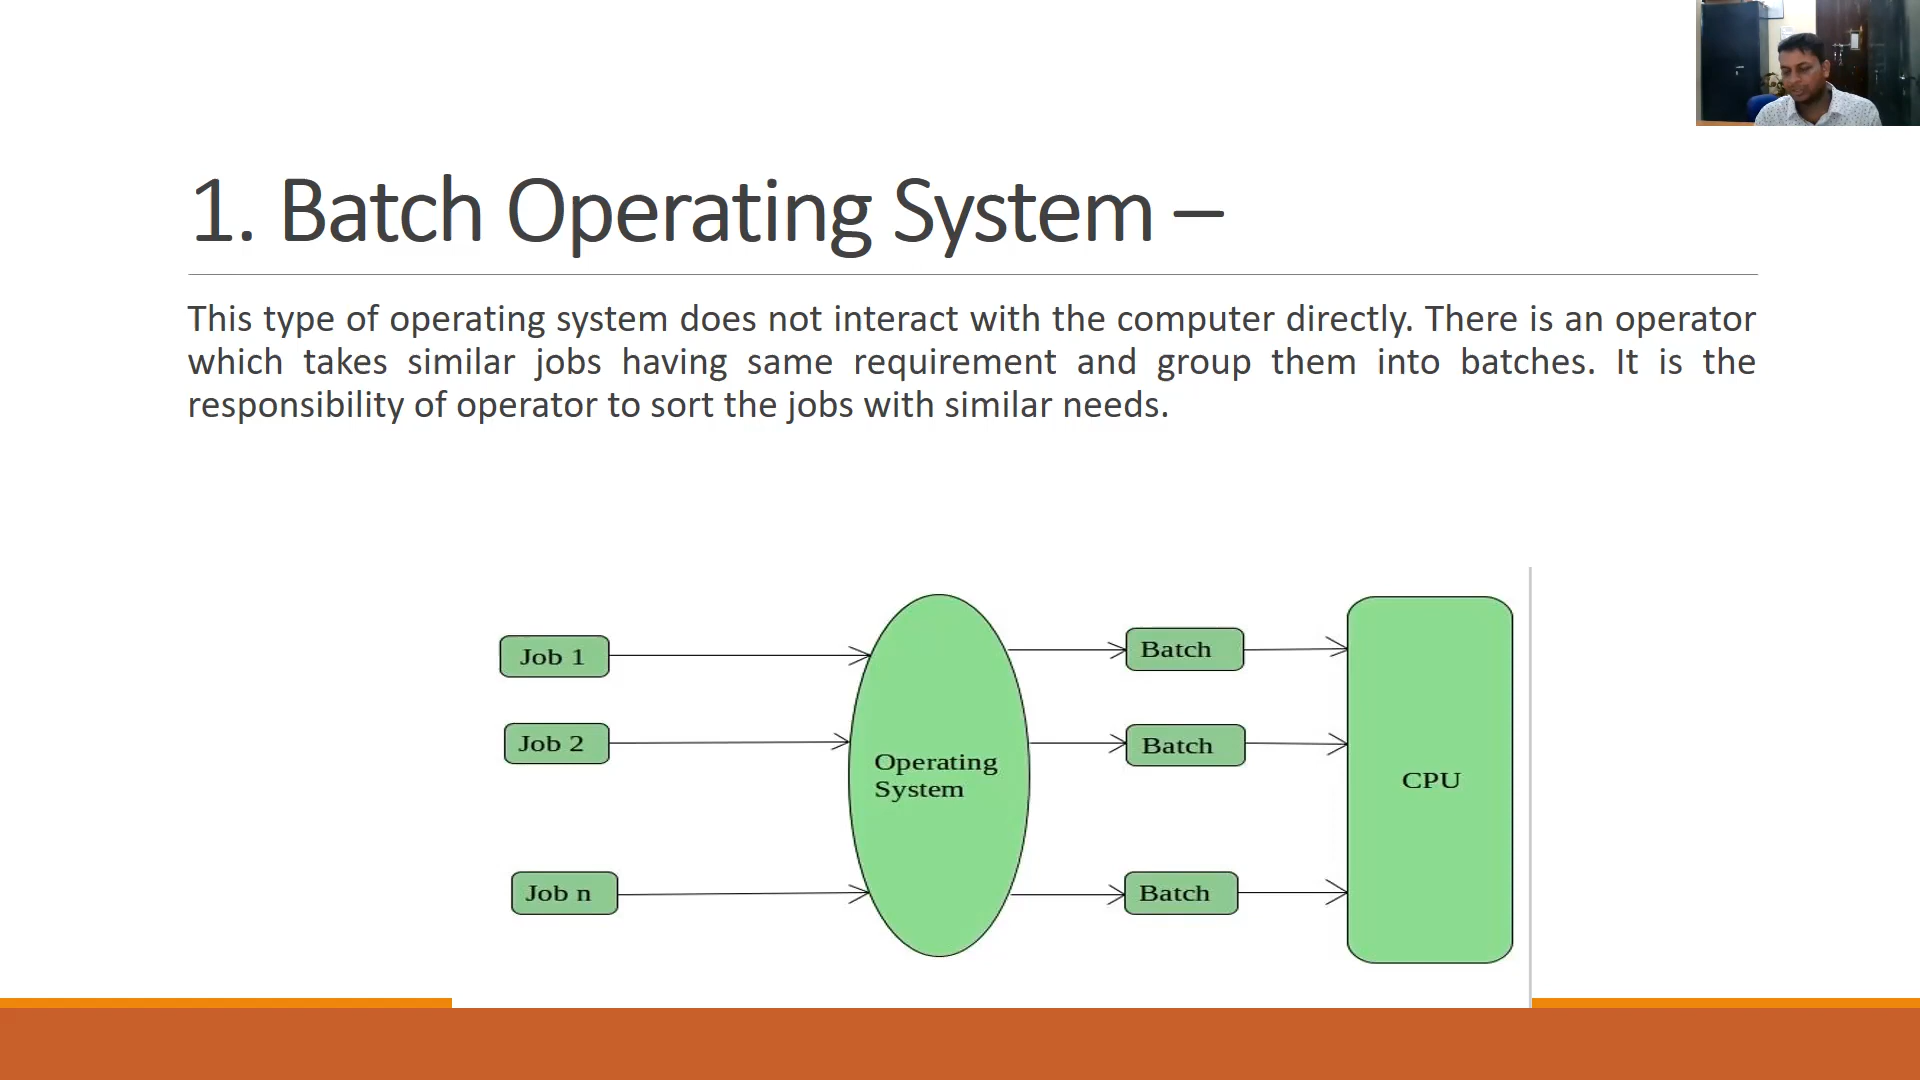 1. Batch Operating System –
This type of operating system does not interact with the computer directly. There is an operator
which takes similar jobs having same requirement and group them into batches. It is the
responsibility of operator to sort the jobs with similar needs.
Job 1
Batch
Job 2
Batch
Operating
System
CPU
Job n
Batch